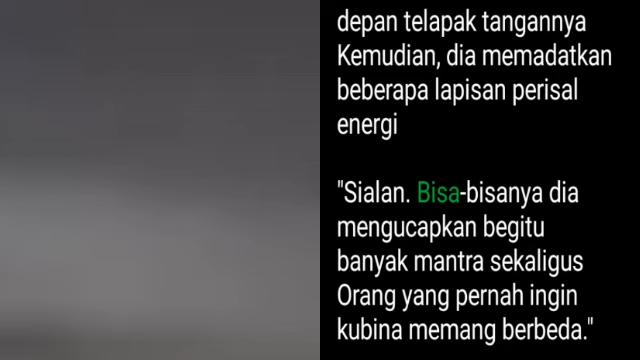 depan telapak tangannya
Kemudian, dia memadatkan
beberapa lapisan perisal
energi
"Sialan. Bisa-bisanya dia
mengucapkan begitu
banyak mantra sekaligus
Orang yang pernah ingin
kubina memang berbeda."